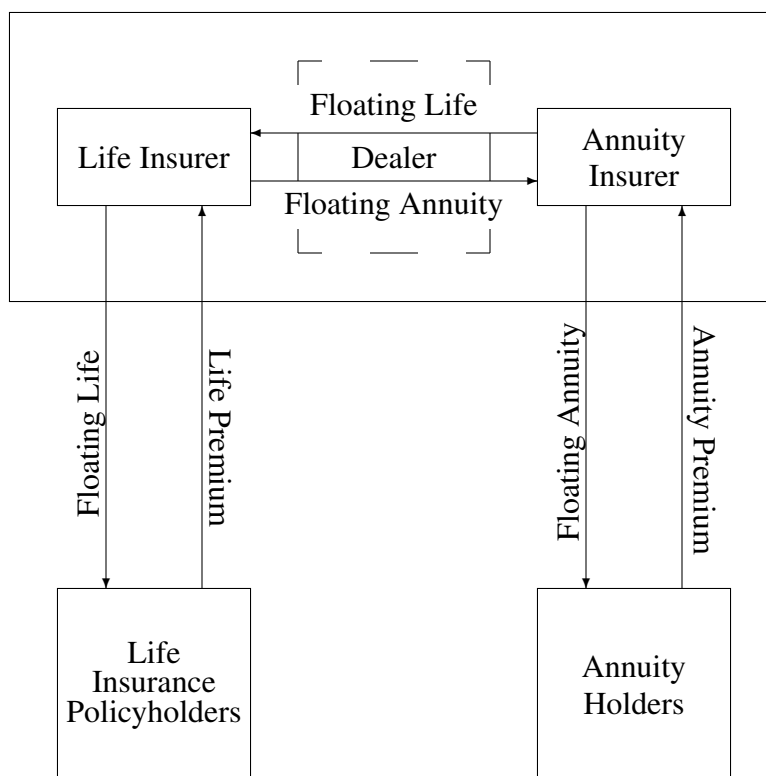 Floating Life
Life Insurer
Dealer
Annuity
Insurer
Floating Annuity
Floating Life
Life Premium
Floating Annuity
Annuity Premium
Life
Insurance
Policyholders
Annuity
Holders